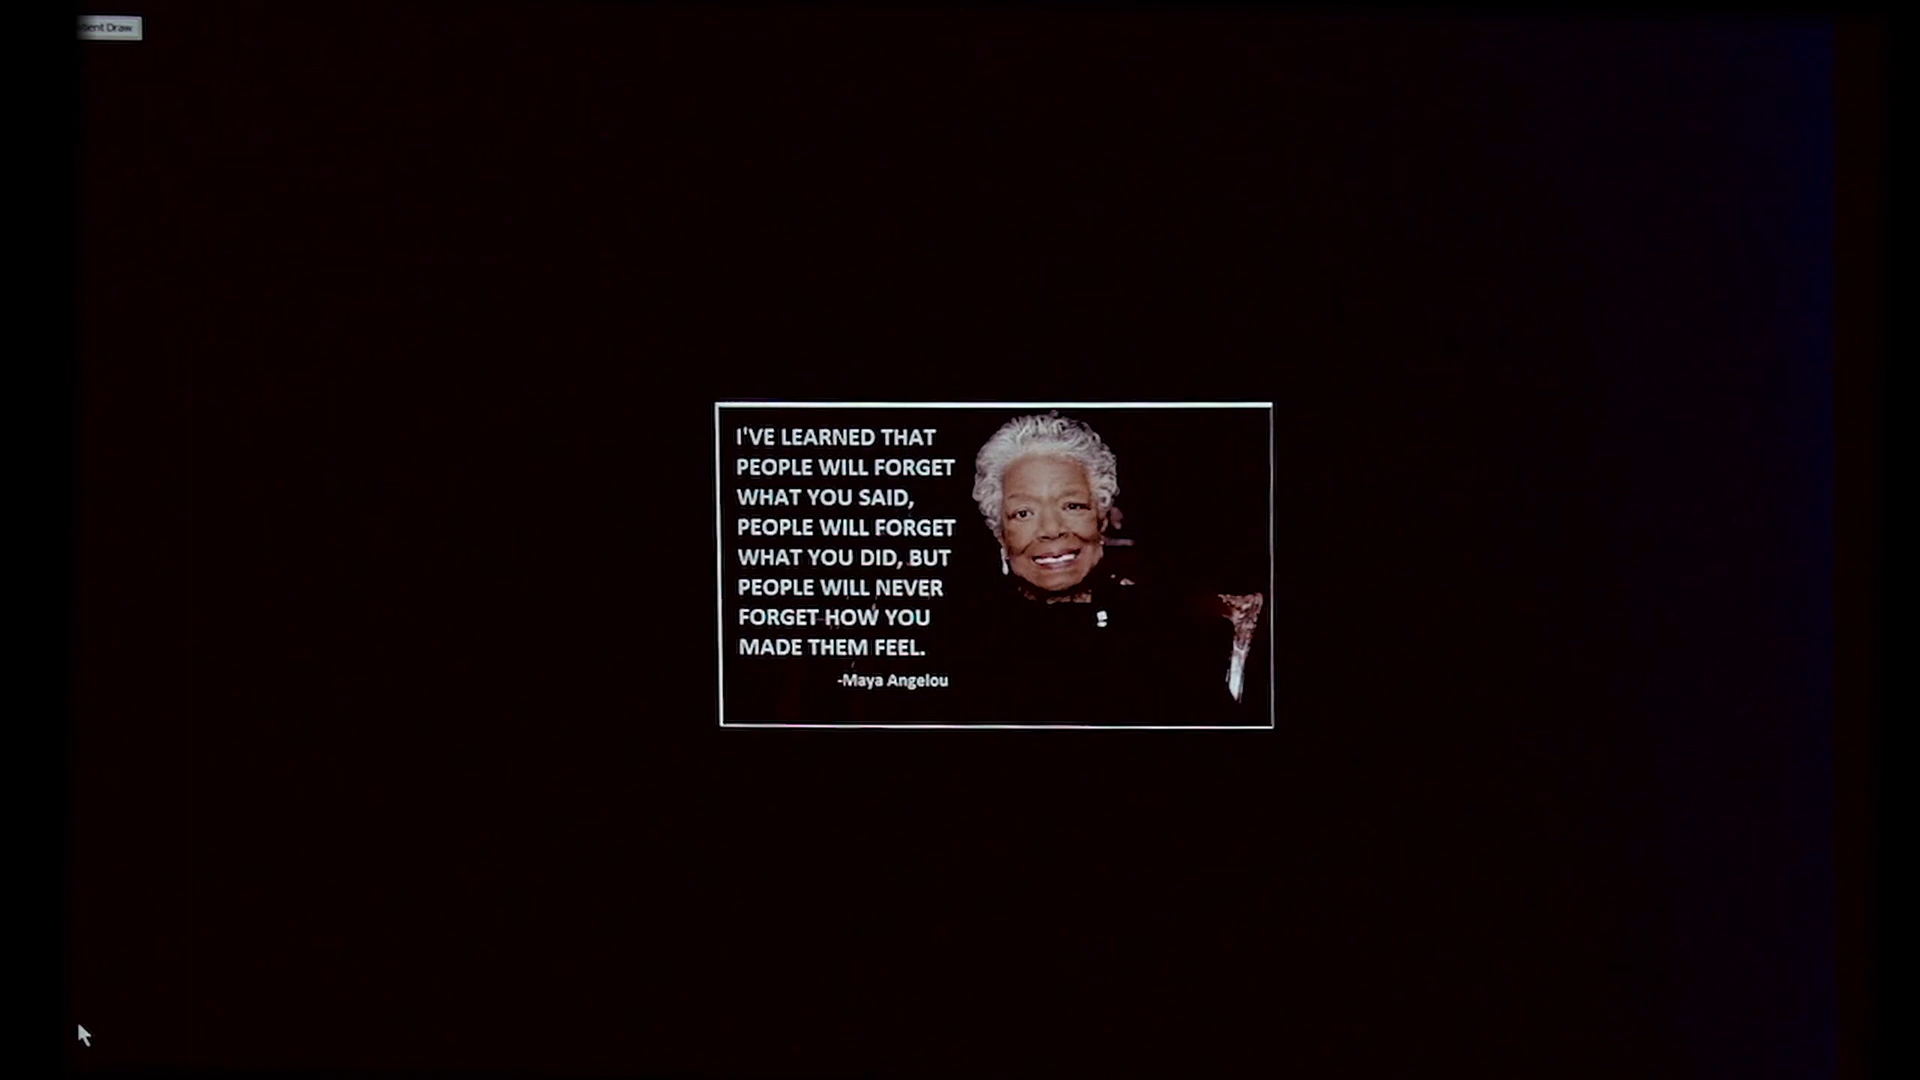 Draw
I'VE LEARNED THAT
PEOPLE WILL FORGET
WHAT YOU SAID,
PEOPLE WILL FORGET
WHAT YOU DID, BUT
PEOPLE WILL NEVER
FORGET HOW YOU
MADE THEM FEEL.
-Maya Angelou